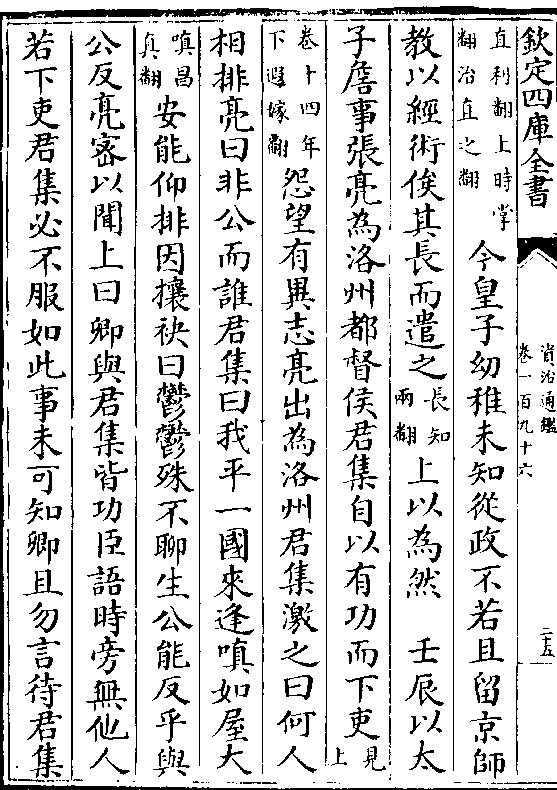 欽定四庫全書
資治通鑑
卷一百九十六
二五
直利翻上時掌翻治直之翻今皇子幼稚未知從政不若且留京師
教以經術俟其長而遣之長知兩翻上以為然 壬辰以太
子詹事張亮為洛州都督侯君集自以有功而下吏見上
卷十四年下遐嫁翻怨望有異志亮出為洛州君集激之曰何人
相排亮曰非公而誰君集曰我平一國來逢嗔如屋大
嗔昌真翻安能仰排因攘袂曰鬱鬱殊不聊生公能反乎與
公反亮密以聞上曰卿與君集皆功臣語時旁無他人
若下吏君集必不服如此事未可知卿且勿言待君集